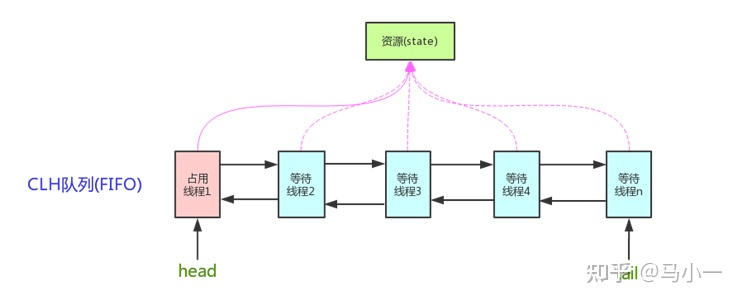 资源(state)
CLH队列(FIFO)
占用
线程1
等待
线程2
等待
线程3
等待
线程4
等待
线程n
head
知乎 @马小一